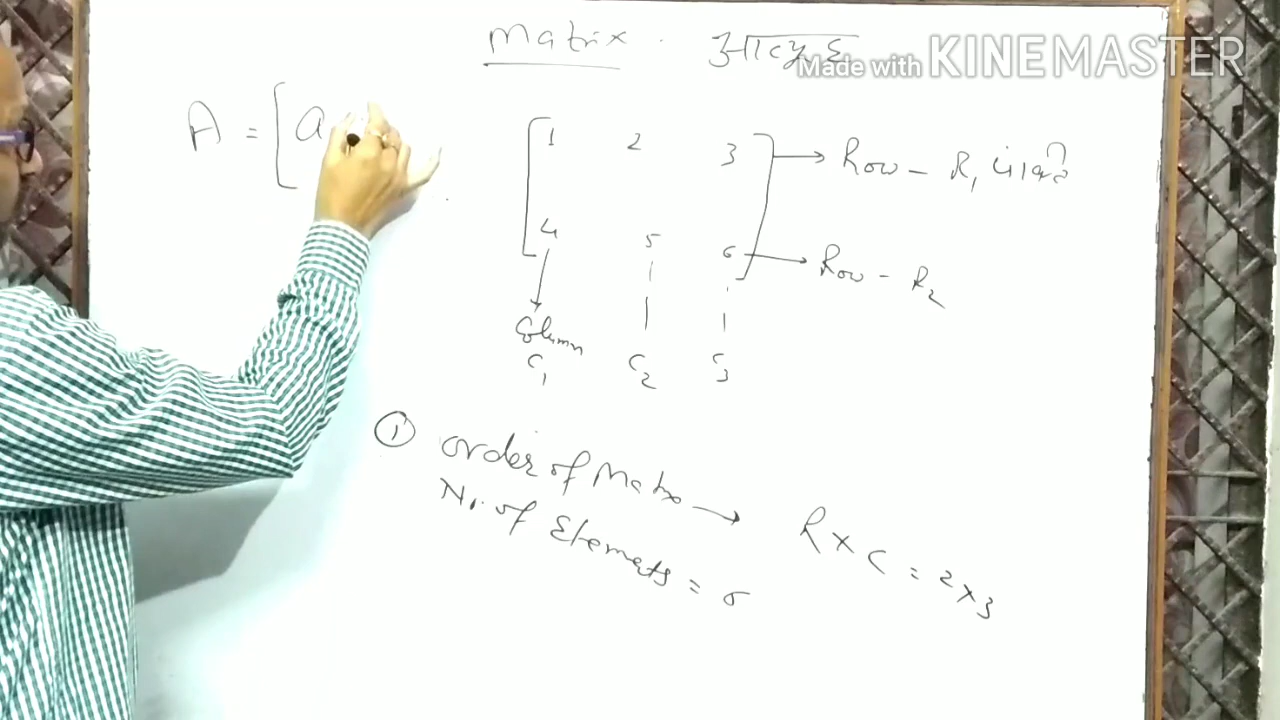 Matrix . आव्यूह
Made with KINEMASTER
A = [ a
[ 1 2 3 ] → Row - R₁
4 5 6 → Row - R₂
Column
C₁ C₂ C₃
① Order of Matrix → R x C = 2 x 3
No. of Elements = 6